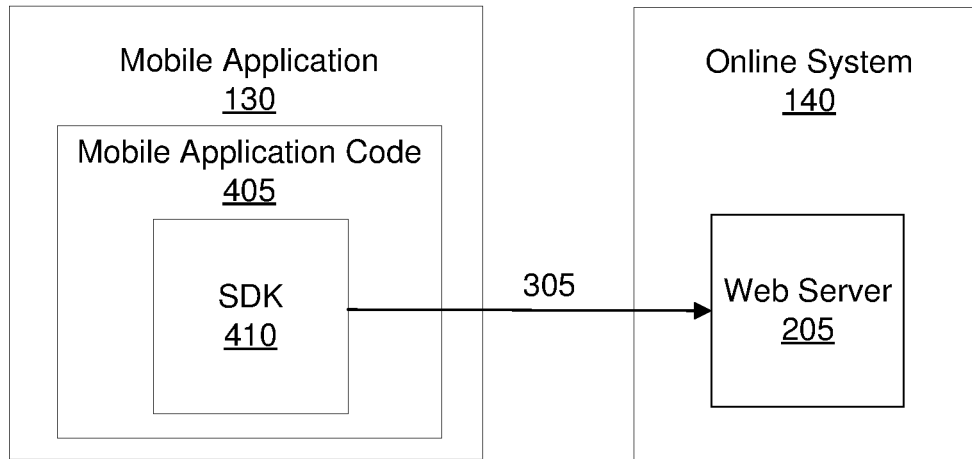 Mobile Application
130
Mobile Application Code
405
SDK
410
305
Online System
140
Web Server
205